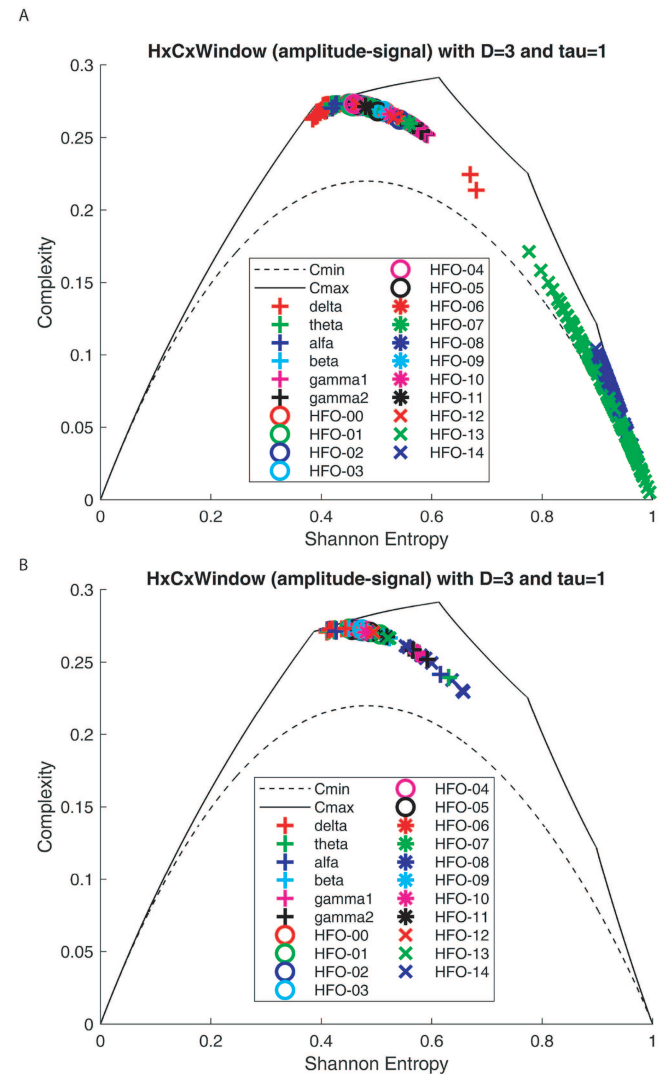 A
HxCxWindow (amplitude-signal) with D=3 and tau=1
0.3
0.25
0.2
0.15
0.1
0.05
0
Complexity
Cmin
Cmax
delta
theta
alfa
beta
gamma1
gamma2
HFO-00
HFO-01
HFO-02
HFO-03
HFO-04
HFO-05
HFO-06
HFO-07
HFO-08
HFO-09
HFO-10
HFO-11
HFO-12
HFO-13
HFO-14
0 0.2 0.4 0.6 0.8 1
Shannon Entropy
B
HxCxWindow (amplitude-signal) with D=3 and tau=1
0.3
0.25
0.2
0.15
0.1
0.05
0
Complexity
Cmin
Cmax
delta
theta
alfa
beta
gamma1
gamma2
HFO-00
HFO-01
HFO-02
HFO-03
HFO-04
HFO-05
HFO-06
HFO-07
HFO-08
HFO-09
HFO-10
HFO-11
HFO-12
HFO-13
HFO-14
0 0.2 0.4 0.6 0.8 1
Shannon Entropy